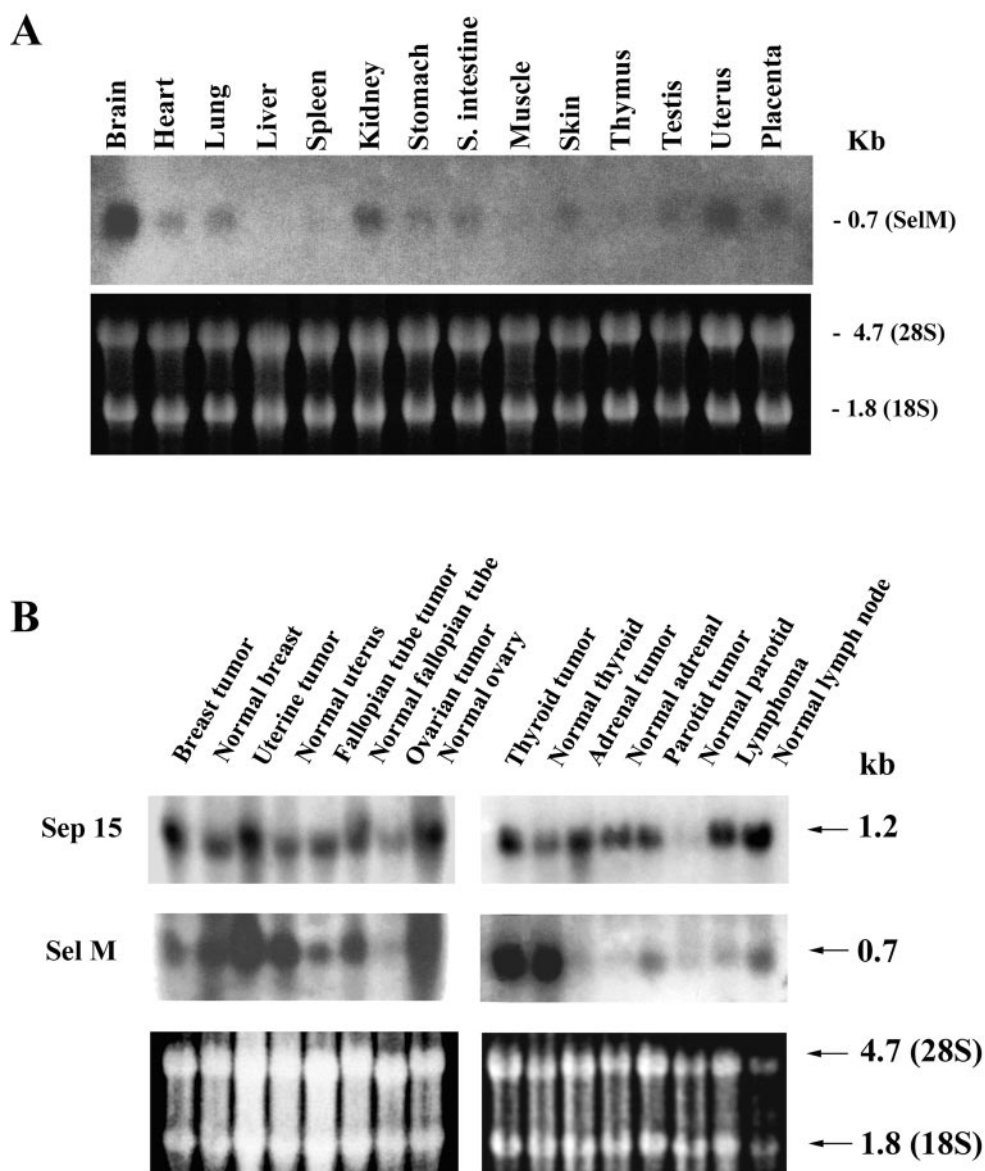 A
Brain
Heart
Lung
Liver
Spleen
Kidney
Stomach
S. intestine
Muscle
Skin
Thymus
Testis
Uterus
Placenta
Kb
- 0.7 (SelM)
- 4.7 (28S)
- 1.8 (18S)
B
Breast tumor
Normal breast
Uterine tumor
Normal uterus
Fallopian tube tumor
Normal fallopian tube
Ovarian tumor
Normal ovary
Thyroid tumor
Normal thyroid
Adrenal tumor
Normal adrenal
Parotid tumor
Normal parotid
Lymphoma
Normal lymph node
kb
Sep 15
1.2
Sel M
0.7
4.7 (28S)
1.8 (18S)